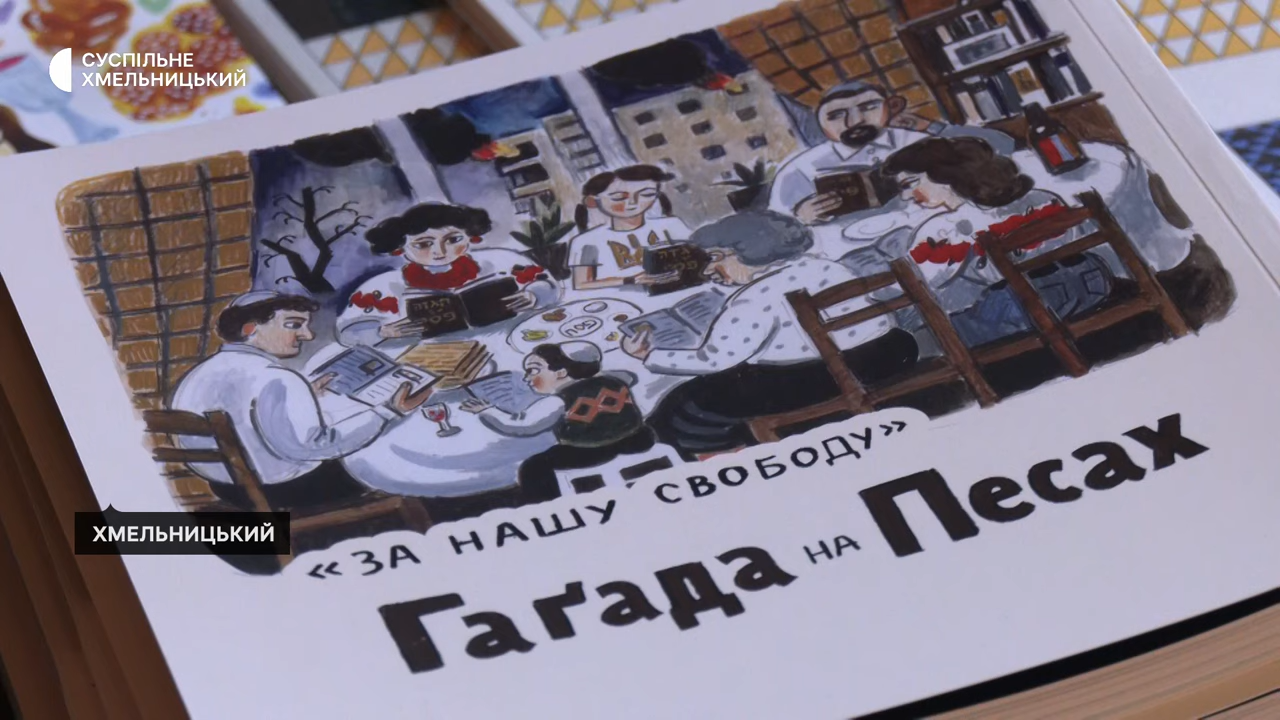 СУСПІЛЬНЕ
ХМЕЛЬНИЦЬКИЙ
«ЗА НАШУ СВОБОДУ»
Гаґада на Песах
ХМЕЛЬНИЦЬКИЙ